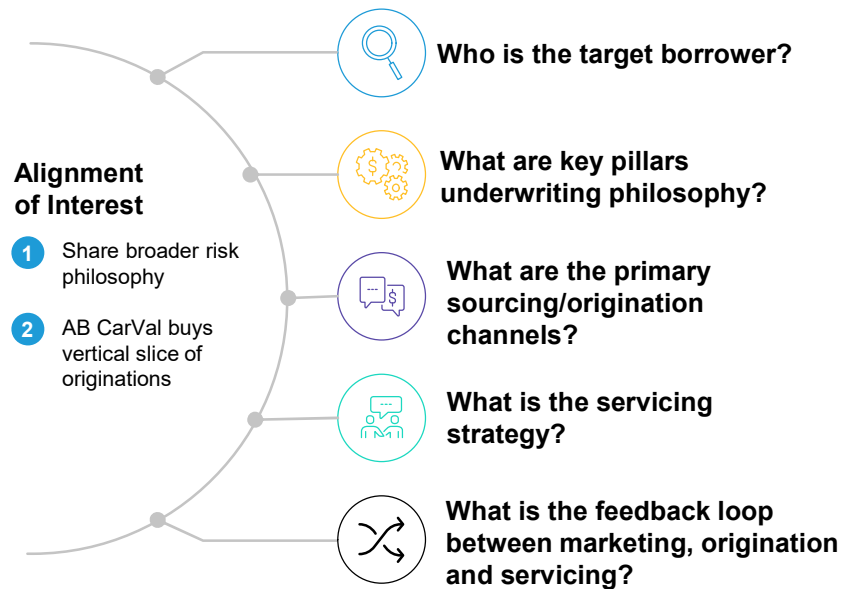 Alignment
of Interest
1 Share broader risk
philosophy
2 AB CarVal buys
vertical slice of
originations
Who is the target borrower?
$
What are key pillars
underwriting philosophy?
--- $
What are the primary
sourcing/origination
channels?
---
What is the servicing
strategy?
What is the feedback loop
between marketing, origination
and servicing?